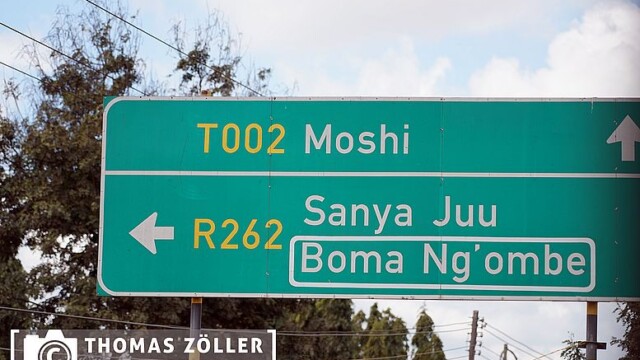 T002 Moshi
R262 Sanya Juu
Boma Ng'ombe
© THOMAS ZÖLLER